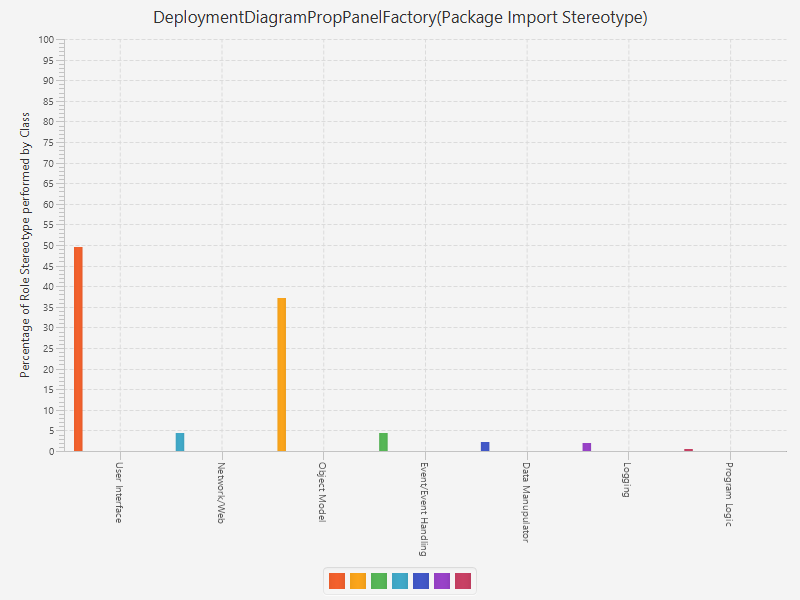 DeploymentDiagramPropPanelFactory(Package Import Stereotype)
Percentage of Role Stereotype performed by Class
100
95
90
85
80
75
70
65
60
55
50
45
40
35
30
25
20
15
10
5
0
User Interface
Network/Web
Object Model
Event/Event Handling
Data Manupulator
Logging
Program Logic